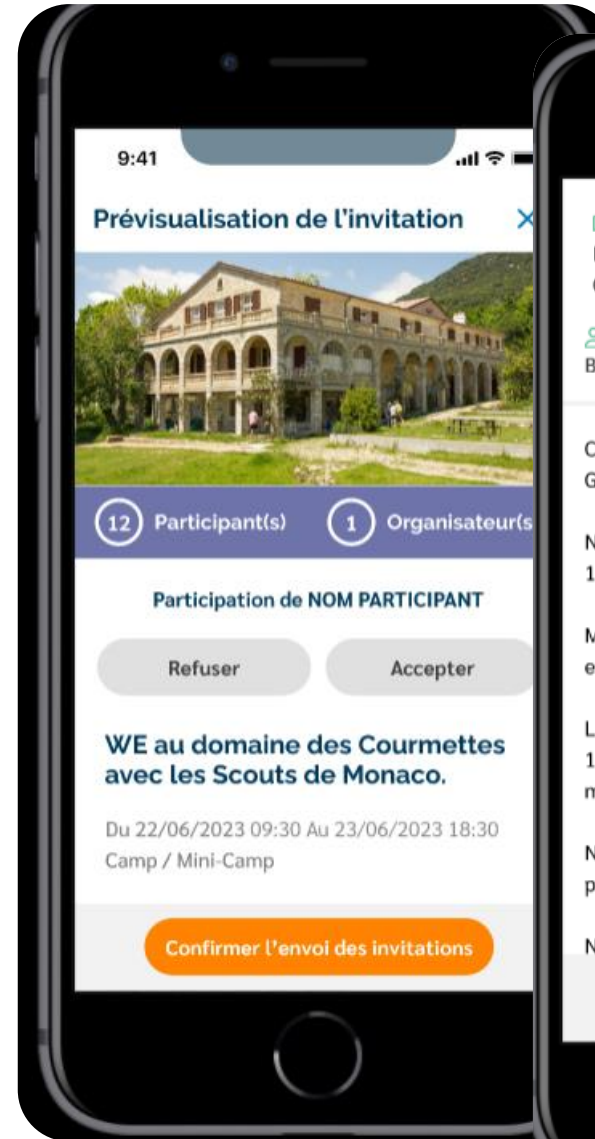 9:41
Prévisualisation de l'invitation
12 Participant(s) 1 Organisateur(s
Participation de NOM PARTICIPANT
Refuser Accepter
WE au domaine des Courmettes
avec les Scouts de Monaco.
Du 22/06/2023 09:30 Au 23/06/2023 18:30
Camp / Mini-Camp
Confirmer l'envoi des invitations
B
C
G
N
1
M
e
L
1
m
N
p
N